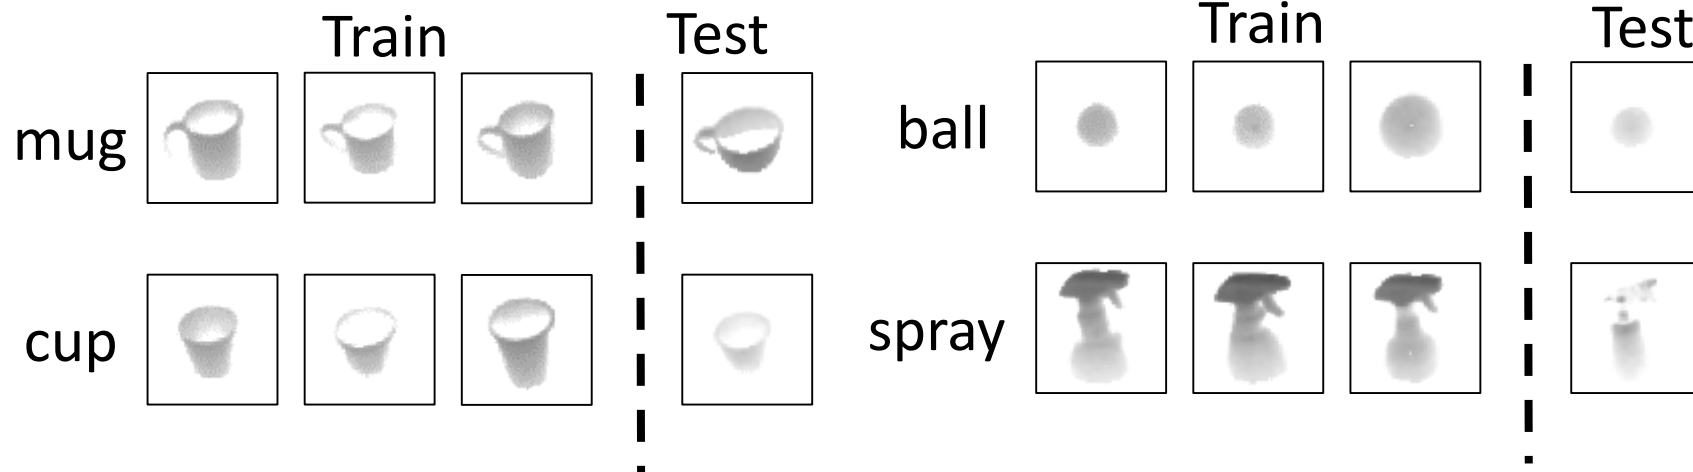 Train Test
mug
cup
Train Test
ball
spray